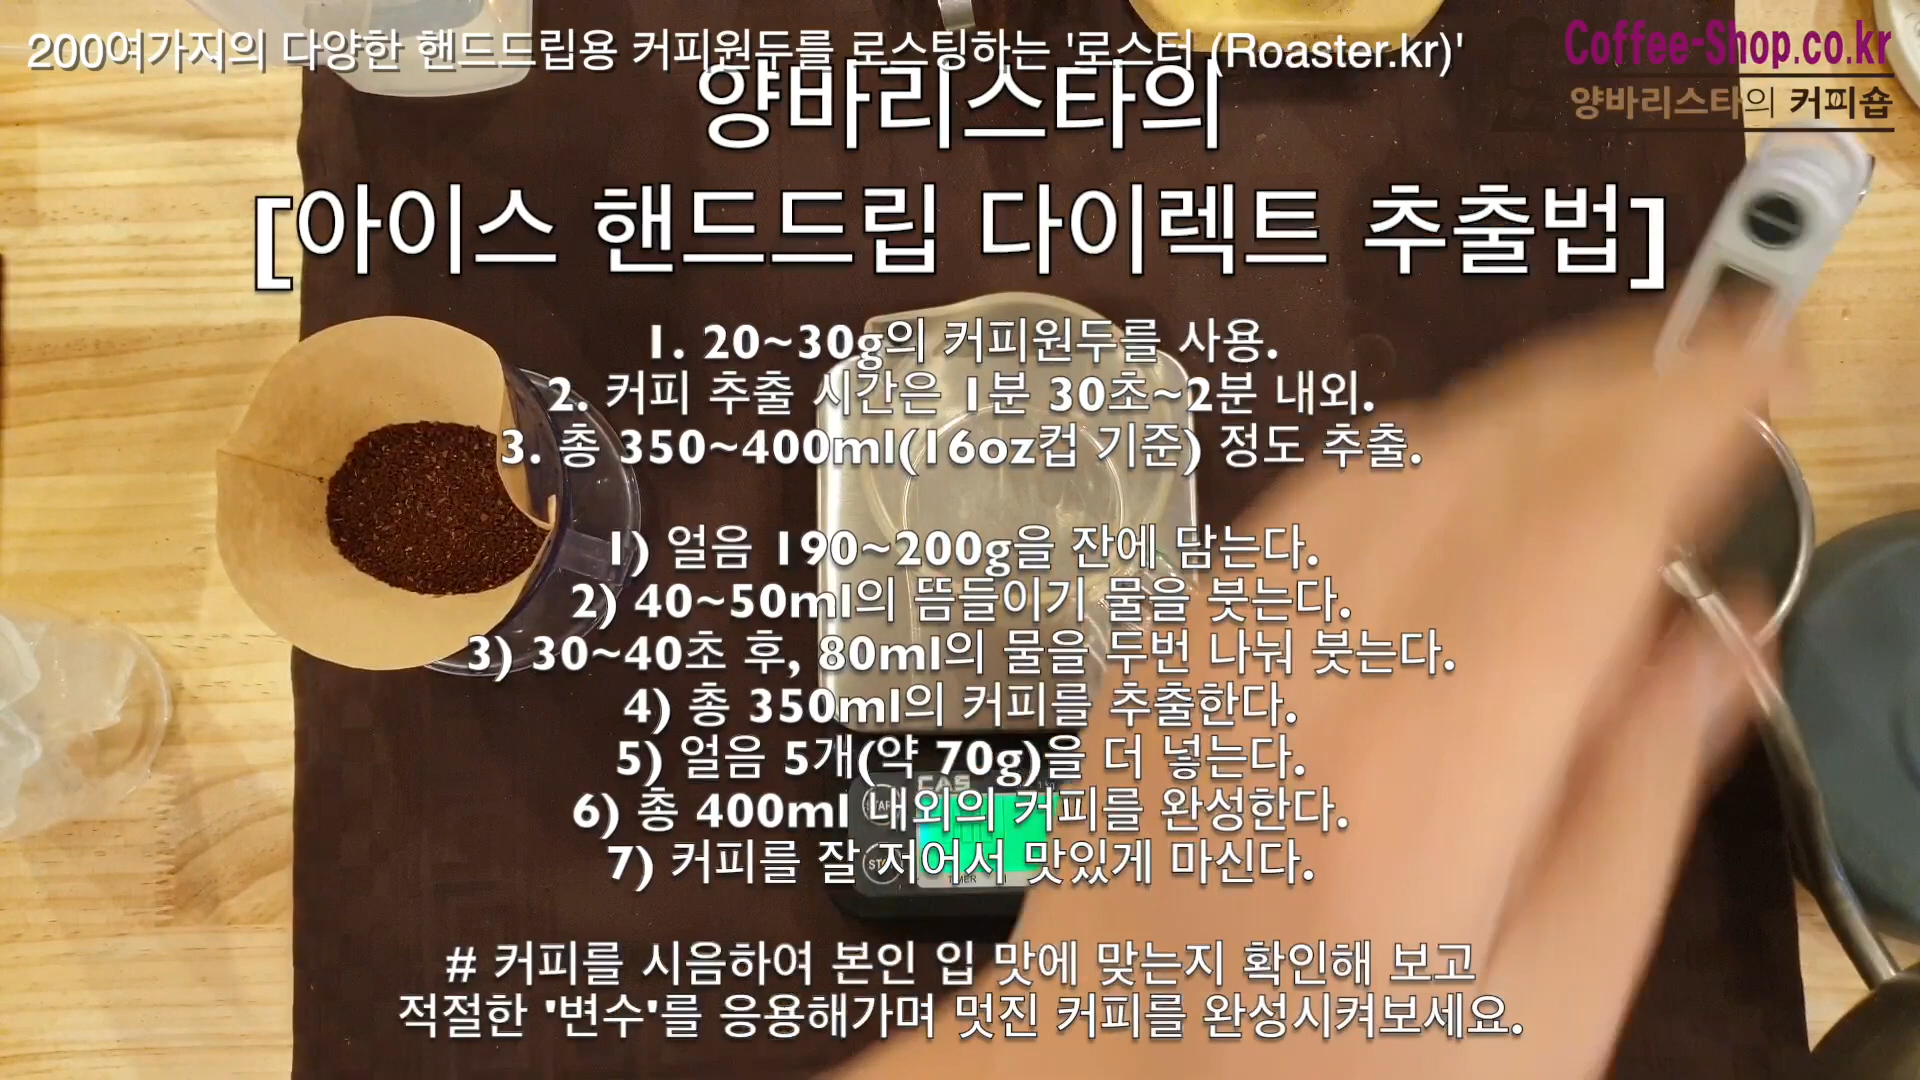 200여가지의 다양한 핸드드립용 커피원두를 로스팅하는 '로스터 (Roaster.kr)'
Coffee-Shop.co.kr
양바리스타의 커피숍
양바리스타의
[아이스 핸드드립 다이렉트 추출법]
1. 20~30g의 커피원두를 사용.
2. 커피 추출 시간은 1분 30초~2분 내외.
3. 총 350~400ml(16oz컵 기준) 정도 추출.
1) 얼음 190~200g을 잔에 담는다.
2) 40~50ml의 뜸들이기 물을 붓는다.
3) 30~40초 후, 80ml의 물을 두번 나눠 붓는다.
4) 총 350ml의 커피를 추출한다.
5) 얼음 5개(약 70g)을 더 넣는다.
CAS
6) 총 400ml 내외의 커피를 완성한다.
7) 커피를 잘 저어서 맛있게 마신다.
TIMER
# 커피를 시음하여 본인 입 맛에 맞는지 확인해 보고
적절한 '변수'를 응용해가며 멋진 커피를 완성시켜보세요.